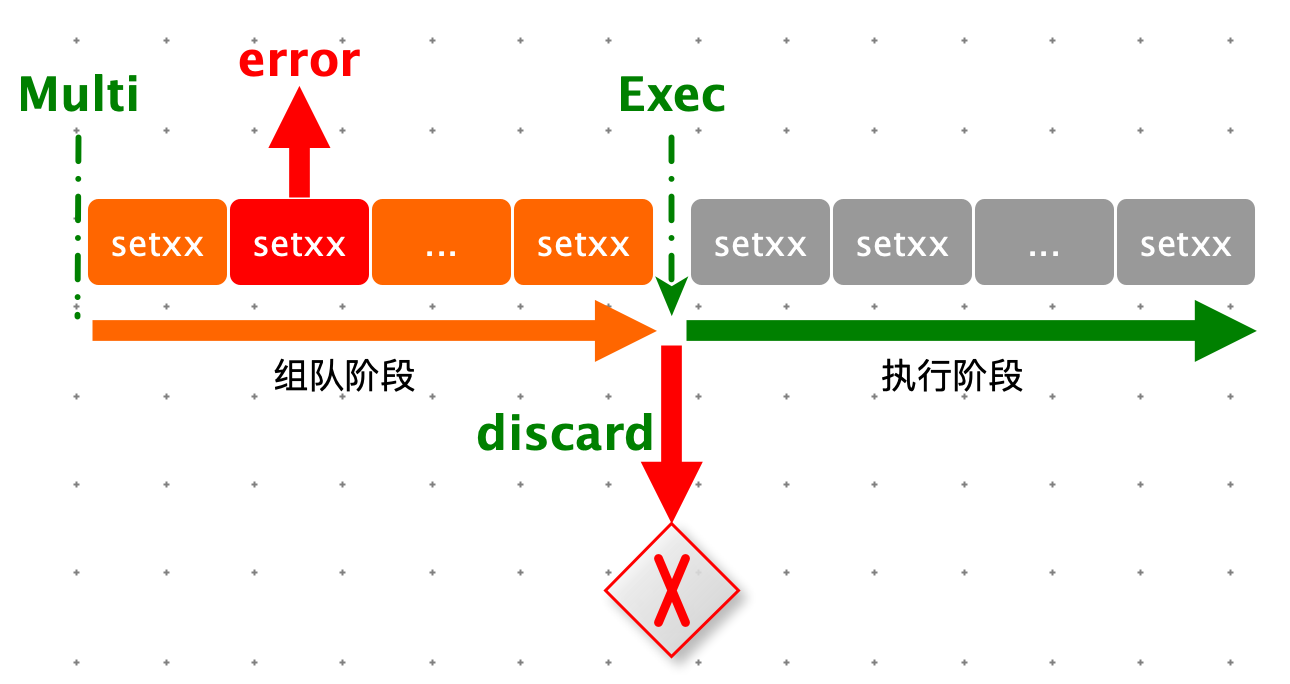 error
Multi
Exec
setxx
setxx
...
setxx
setxx
setxx
...
setxx
组队阶段
执行阶段
discard
X